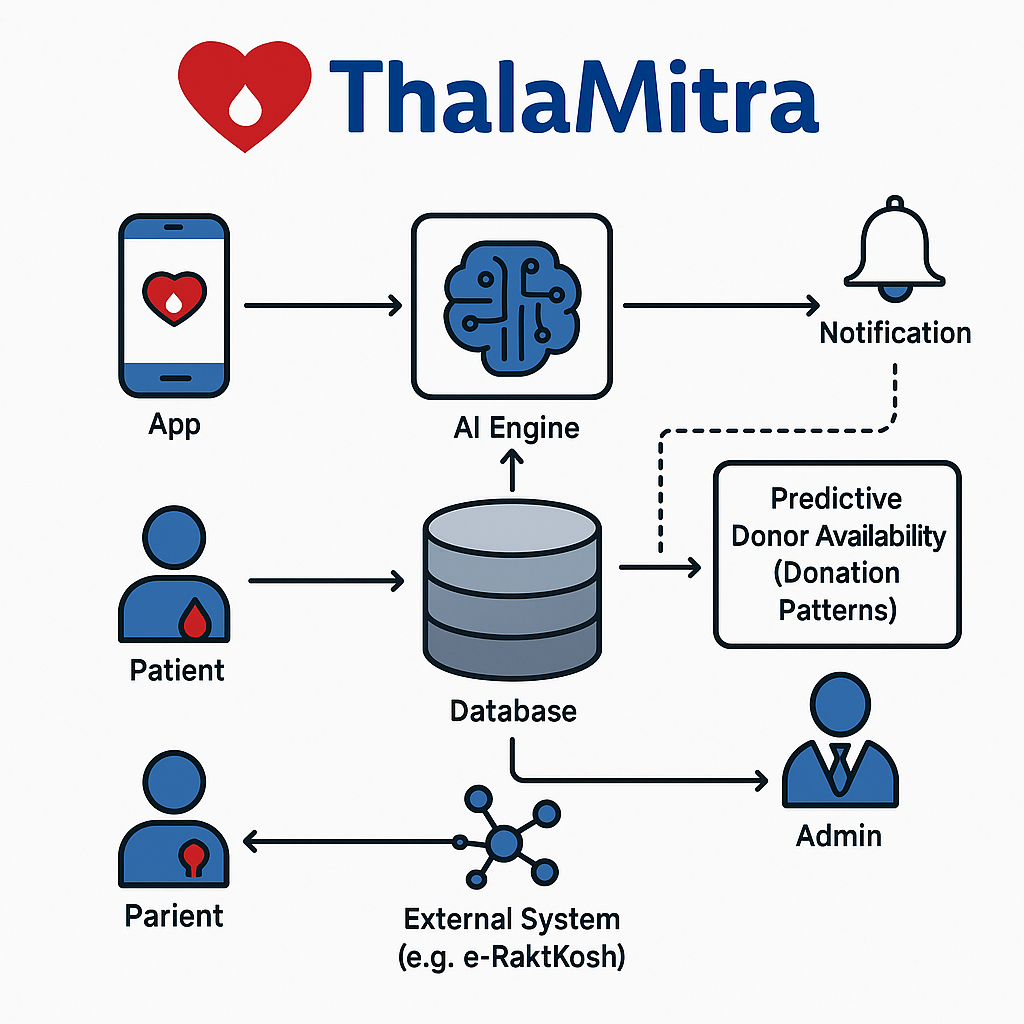 ThalaMitra
App
AI Engine
Notification
Predictive
Donor Availability
(Donation
Patterns)
Patient
Database
Admin
Parient
External System
(e.g. e-RaktKosh)